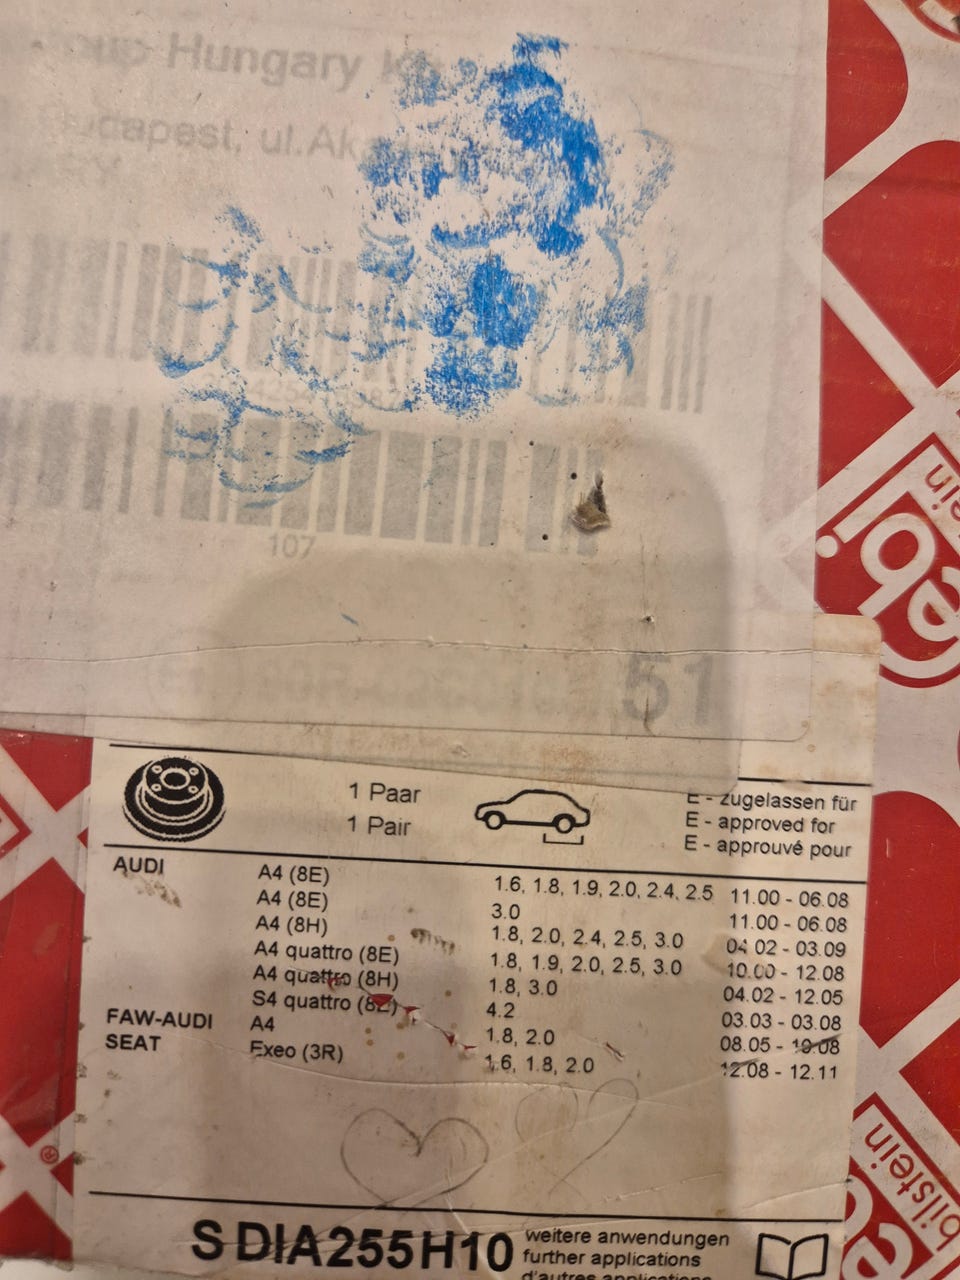 Hungary
Budapest, ul.
107
51
1 Paar
1 Pair
E - zugelassen für
E - approved for
E - approuvé pour
AUDI A4 (8E) 1.6, 1.8, 1.9, 2.0, 2.4, 2.5 11.00 - 06.08
A4 (8E) 3.0 11.00 - 06.08
A4 (8H) 1.8, 2.0, 2.4, 2.5, 3.0 04.02 - 03.09
A4 quattro (8E) 1.8, 1.9, 2.0, 2.5, 3.0 10.00 - 12.08
A4 quattro (8H) 1.8, 3.0 04.02 - 12.05
S4 quattro (8E) 4.2 03.03 - 03.08
FAW-AUDI A4 1.8, 2.0 08.05 - 10.08
SEAT Exeo (3R) 1.6, 1.8, 2.0 12.08 - 12.11
S DIA255H10
weitere anwendungen
further applications
d'autres applications
febi
bilstein
bilstein
®